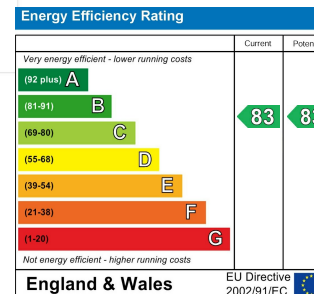 Energy Efficiency Rating
Current Poten
Very energy efficient - lower running costs
(92 plus) A
(81-91) B
83 8
(69-80) C
(55-68) D
(39-54) E
(21-38) F
(1-20) G
Not energy efficient - higher running costs
England & Wales
EU Directive
2002/91/EC